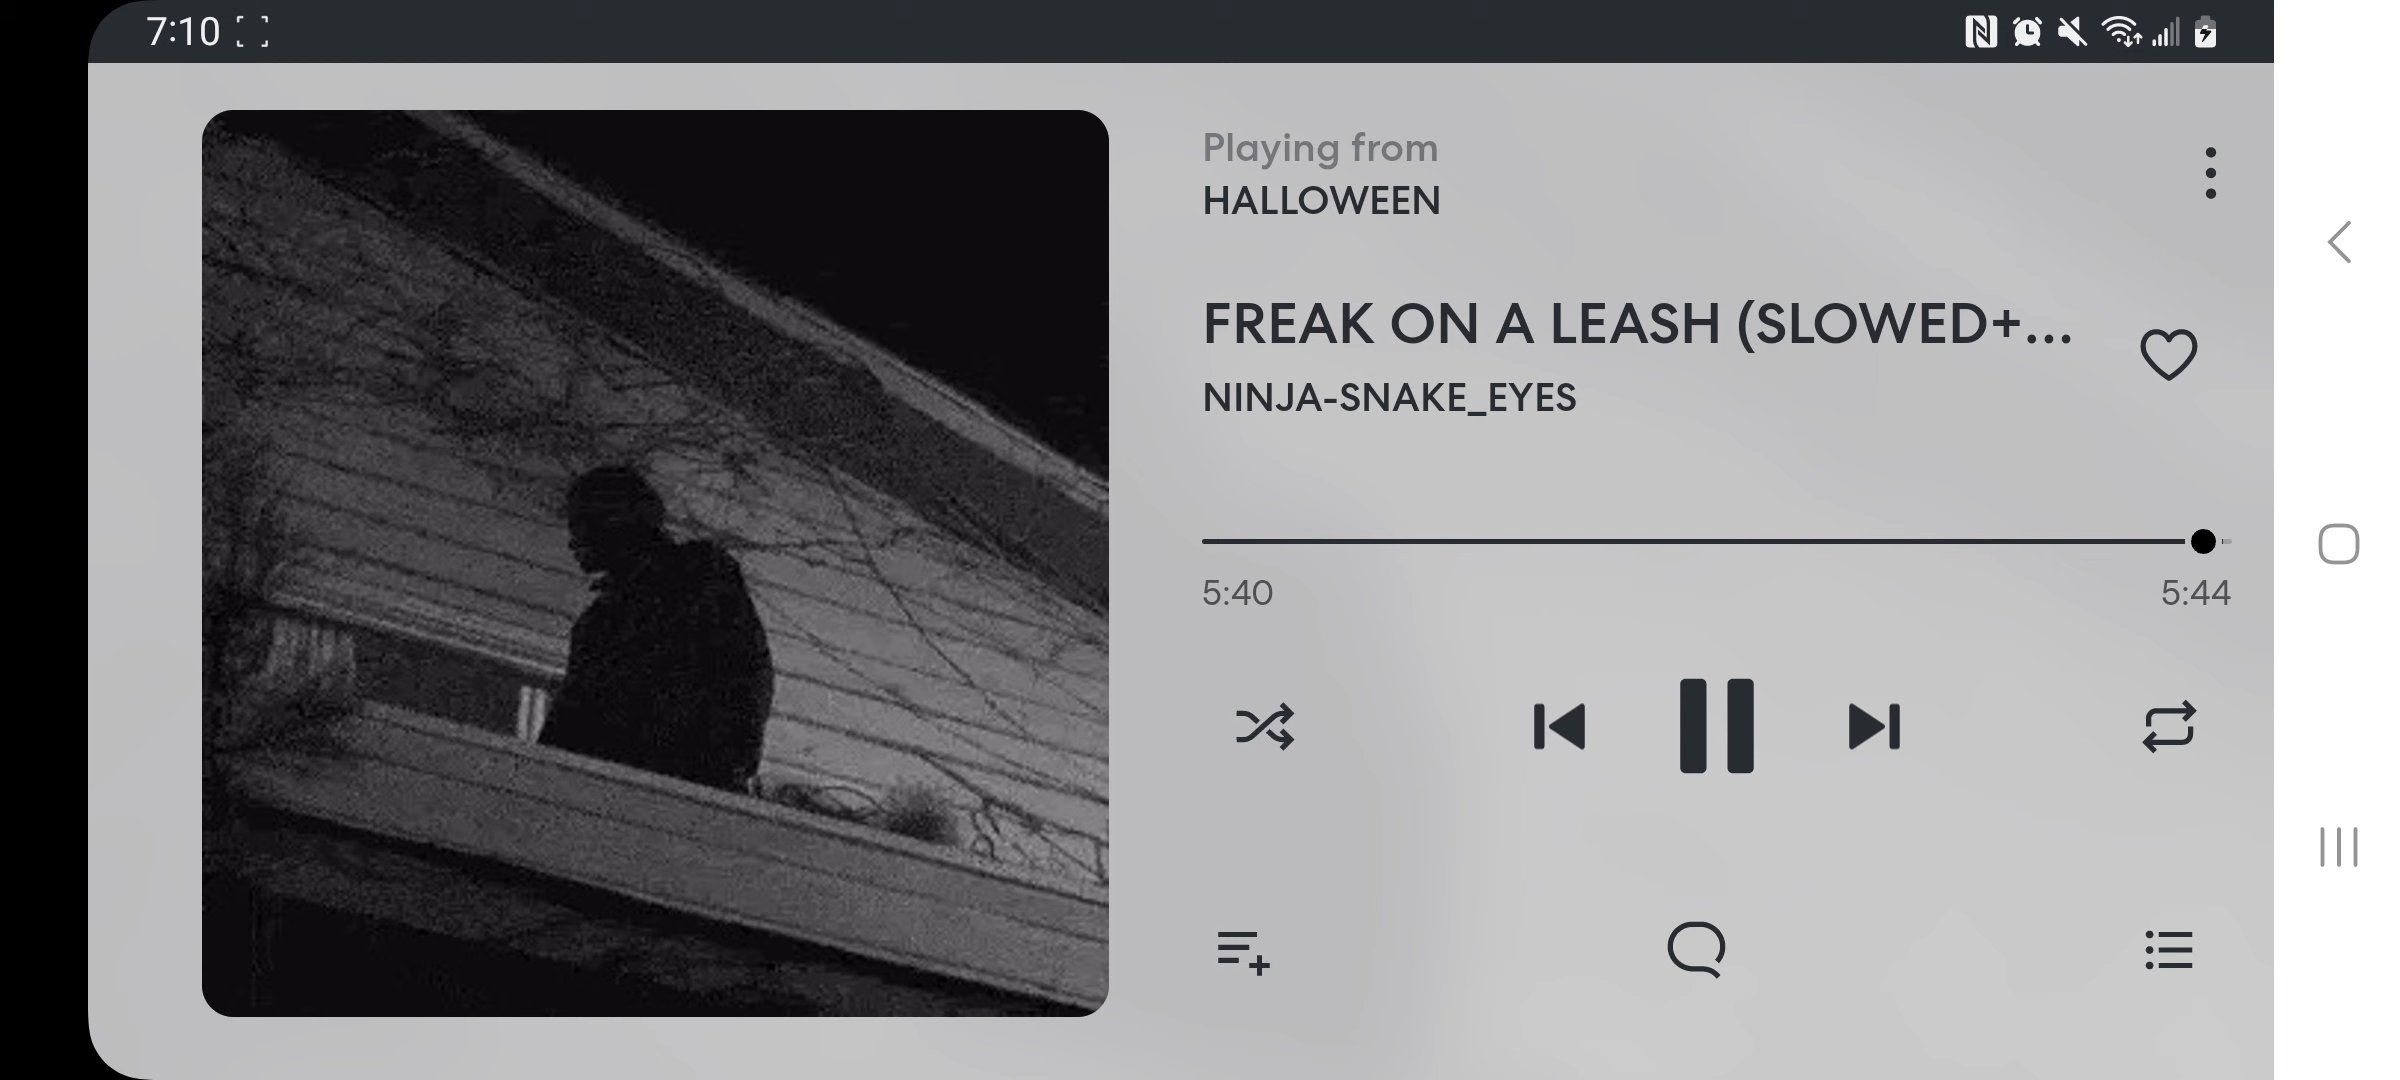 7:10
Playing from
HALLOWEEN
FREAK ON A LEASH (SLOWED+...
NINJA-SNAKE_EYES
5:40
5:44